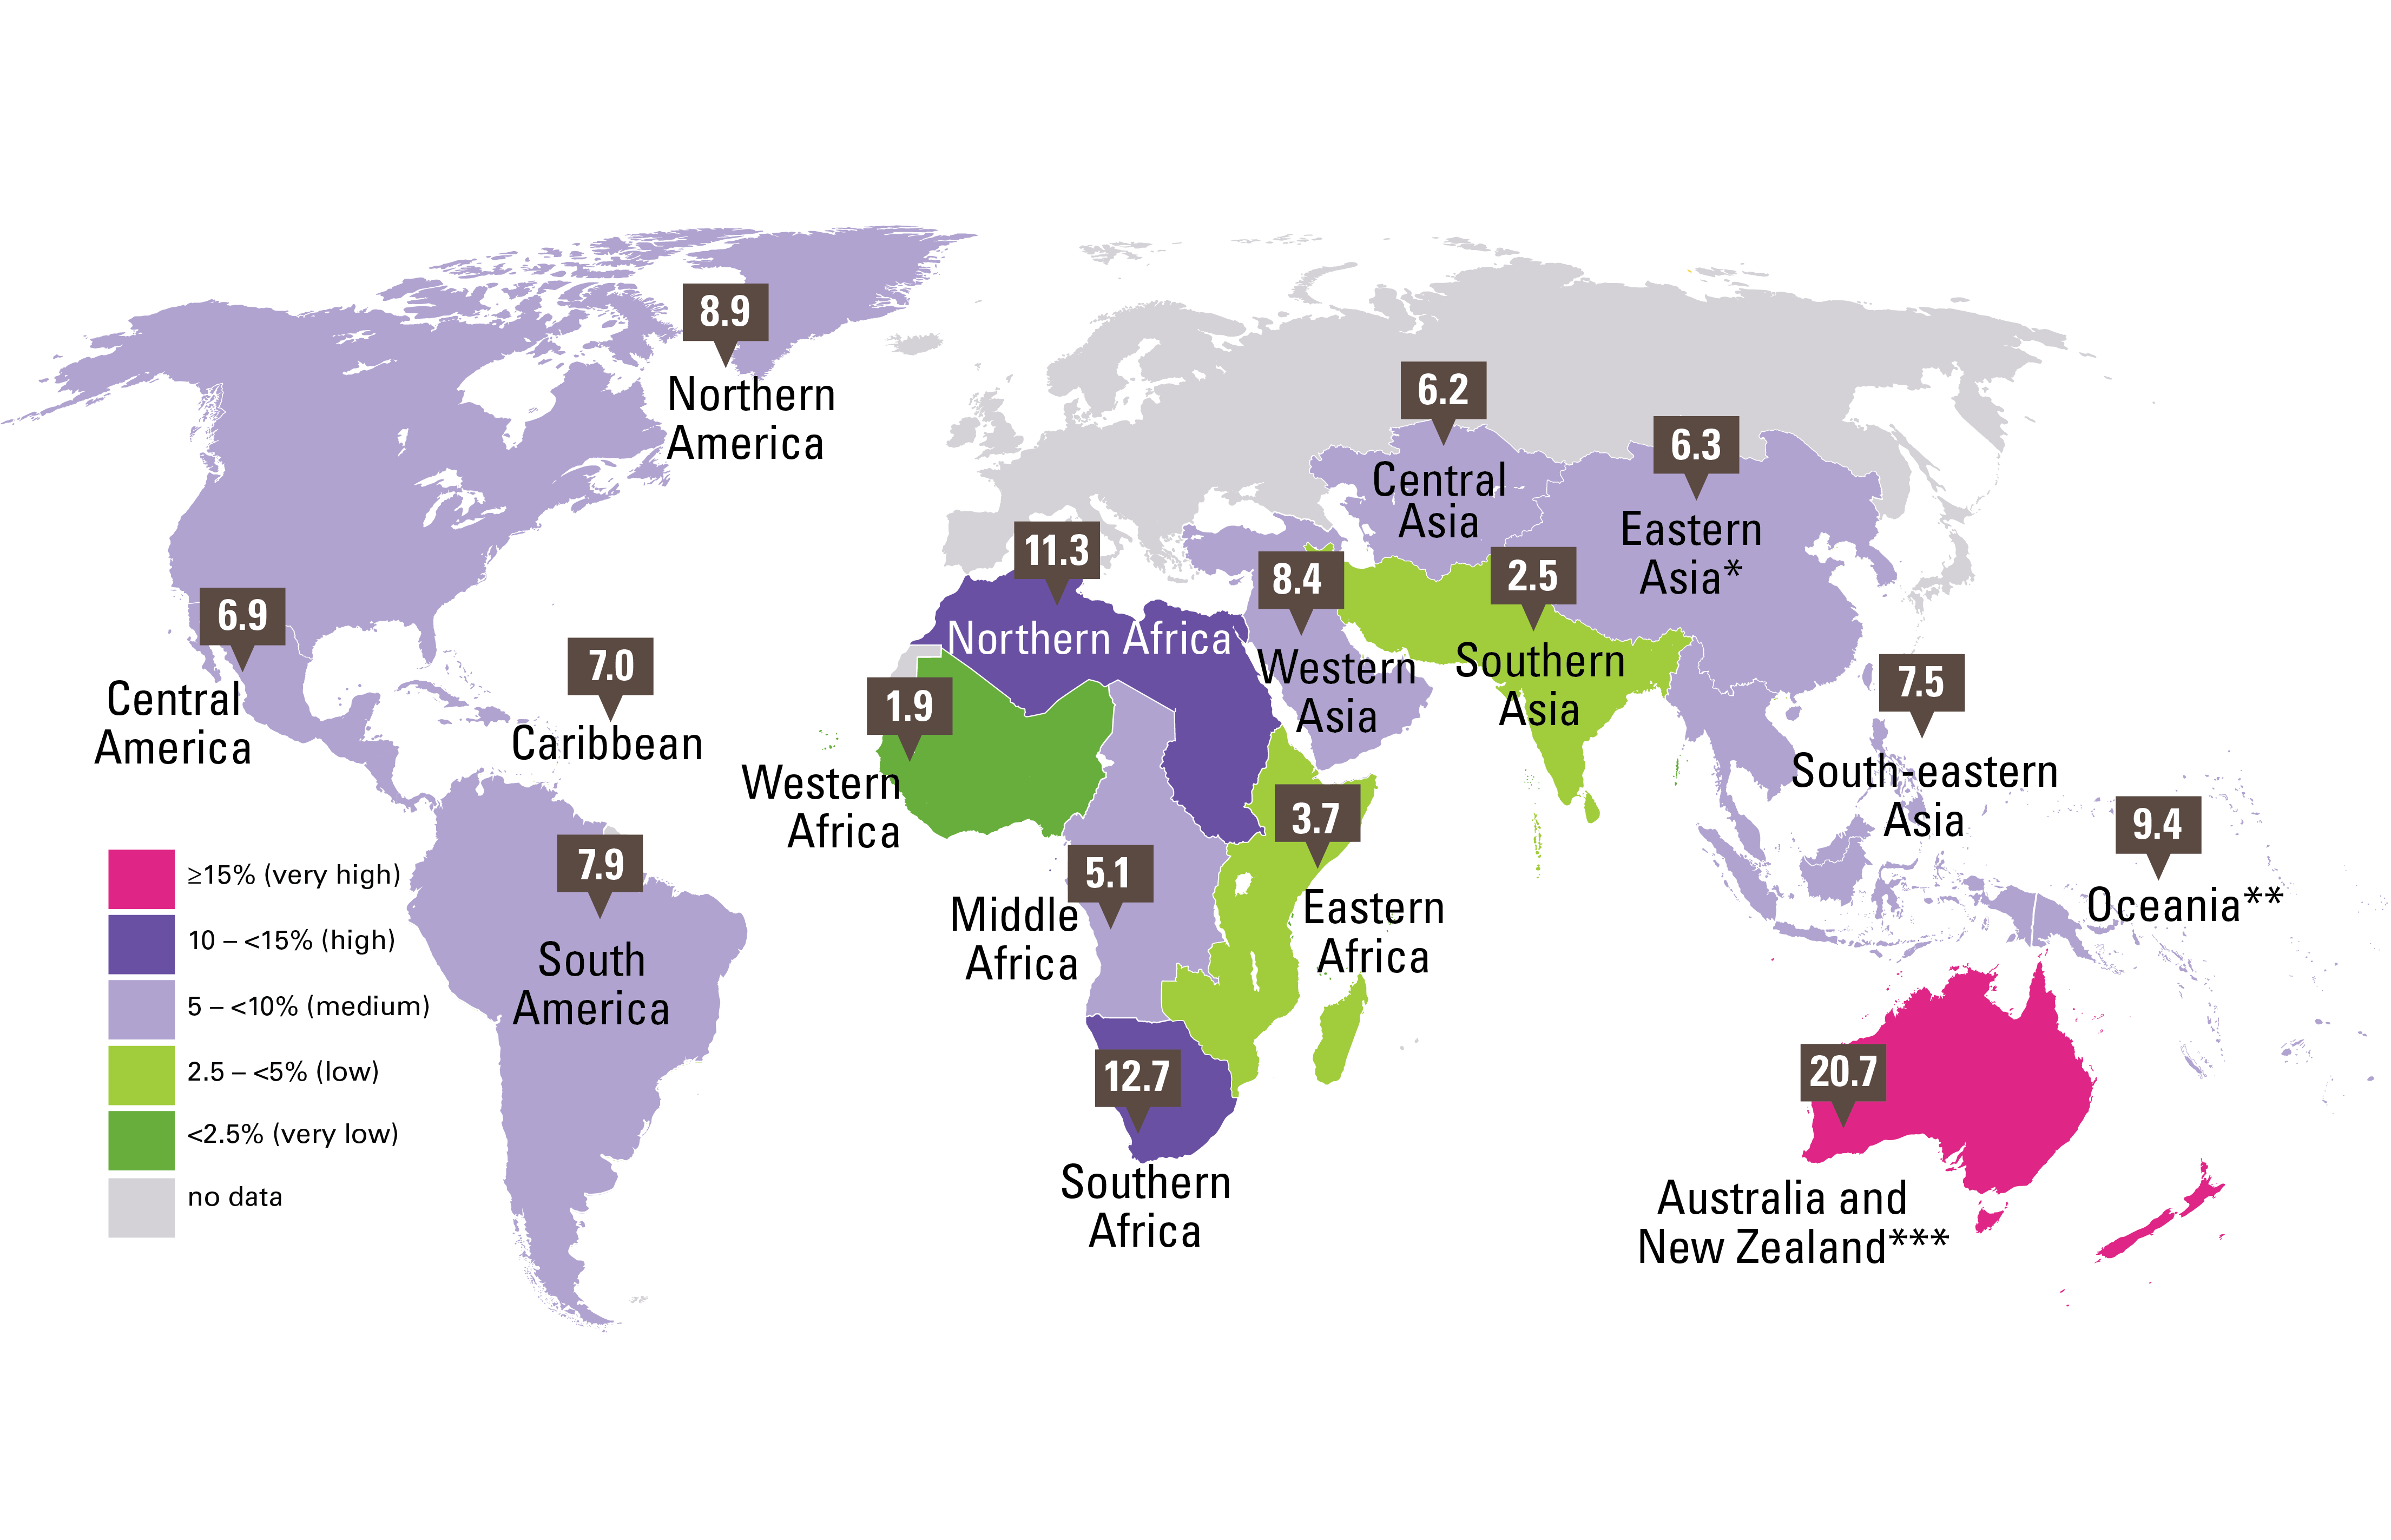 8.9
Northern
America
6.9
Central
America
7.0
Caribbean
7.9
South
America
11.3
Northern Africa
1.9
Western
Africa
5.1
Middle
Africa
3.7
Eastern
Africa
12.7
Southern
Africa
8.4
Western
Asia
6.2
Central
Asia
2.5
Southern
Asia
6.3
Eastern
Asia*
7.5
South-eastern
Asia
9.4
Oceania**
20.7
Australia and
New Zealand***
≥15% (very high)
10 – <15% (high)
5 – <10% (medium)
2.5 – <5% (low)
<2.5% (very low)
no data